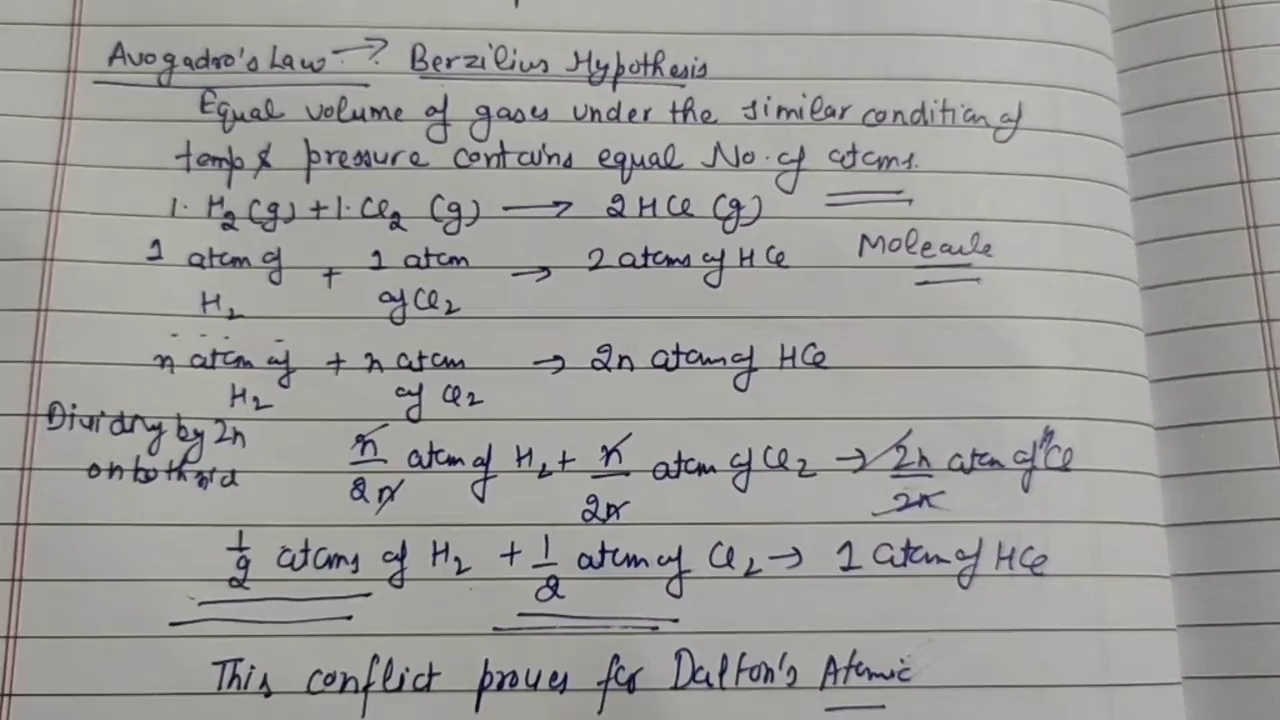 Avogadro's Law → Berzilius Hypothesis
Equal volume of gases under the similar condition of
temp & pressure contains equal No. of atoms.
1. H2 (g) + 1. Cl2 (g) → 2 HCl (g)
Molecule
1 atom of H2 + 1 atom of Cl2 → 2 atoms of HCl
n atom of H2 + n atom of Cl2 → 2n atom of HCl
Dividing by 2n
on both sid
n/2n atom of H2 + n/2n atom of Cl2 → 2n/2n atom of HCl
1/2 atoms of H2 + 1/2 atom of Cl2 → 1 atom of HCl
This conflict proves for Dalton's Atomic